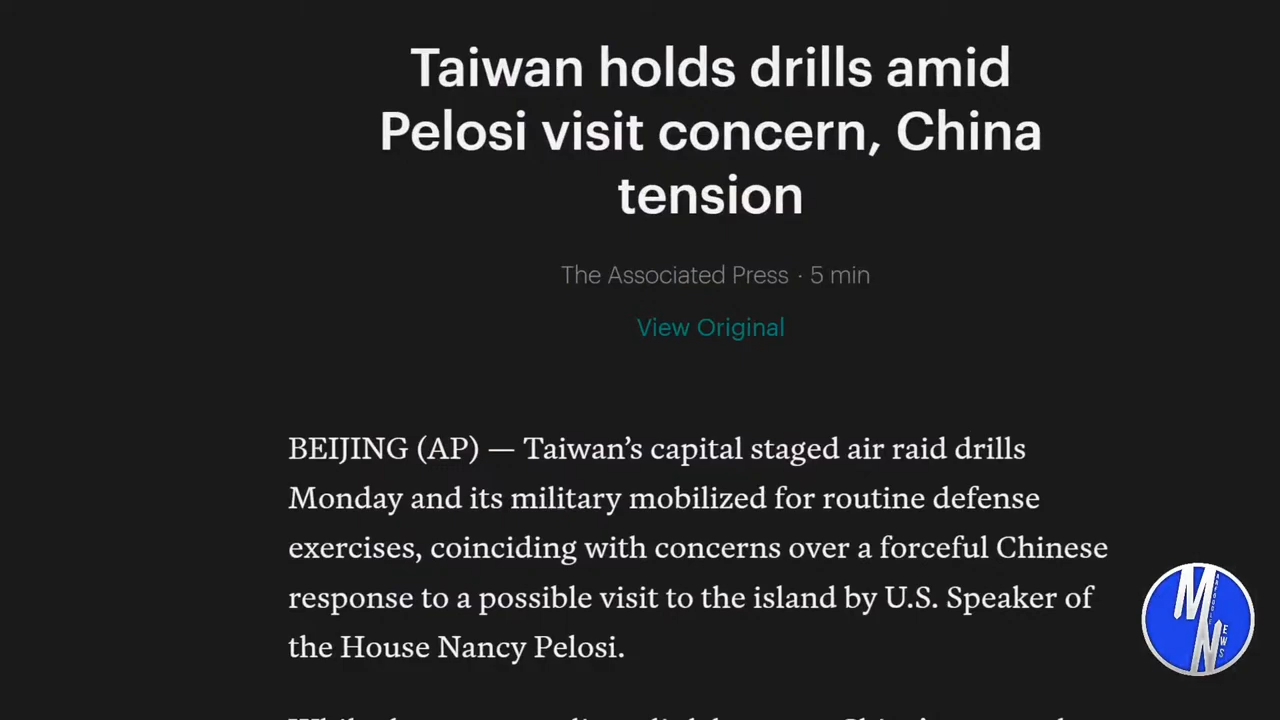 Taiwan holds drills amid
Pelosi visit concern, China
tension
The Associated Press · 5 min
View Original
BEIJING (AP) — Taiwan’s capital staged air raid drills
Monday and its military mobilized for routine defense
exercises, coinciding with concerns over a forceful Chinese
response to a possible visit to the island by U.S. Speaker of
the House Nancy Pelosi.
MN
EWS